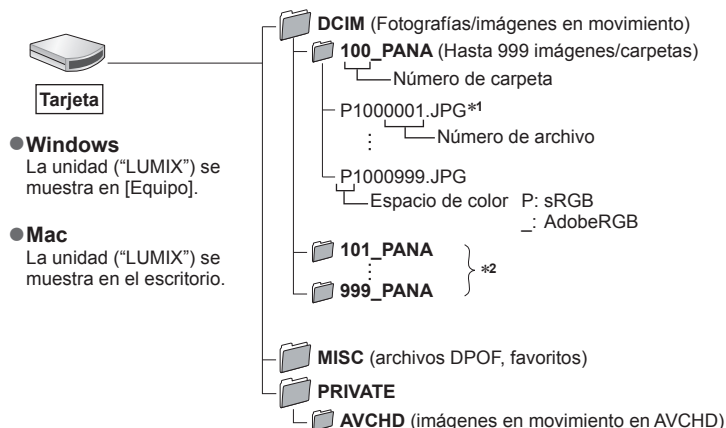 DCIM (Fotografías/imágenes en movimiento)
100_PANA (Hasta 999 imágenes/carpetas)
Número de carpeta
Tarjeta
P1000001.JPG*1
Número de archivo
●Windows
La unidad (“LUMIX”) se
muestra en [Equipo].
P1000999.JPG
Espacio de color P: sRGB
_: AdobeRGB
●Mac
La unidad (“LUMIX”) se
muestra en el escritorio.
101_PANA
*2
999_PANA
MISC (archivos DPOF, favoritos)
PRIVATE
AVCHD (imágenes en movimiento en AVCHD)